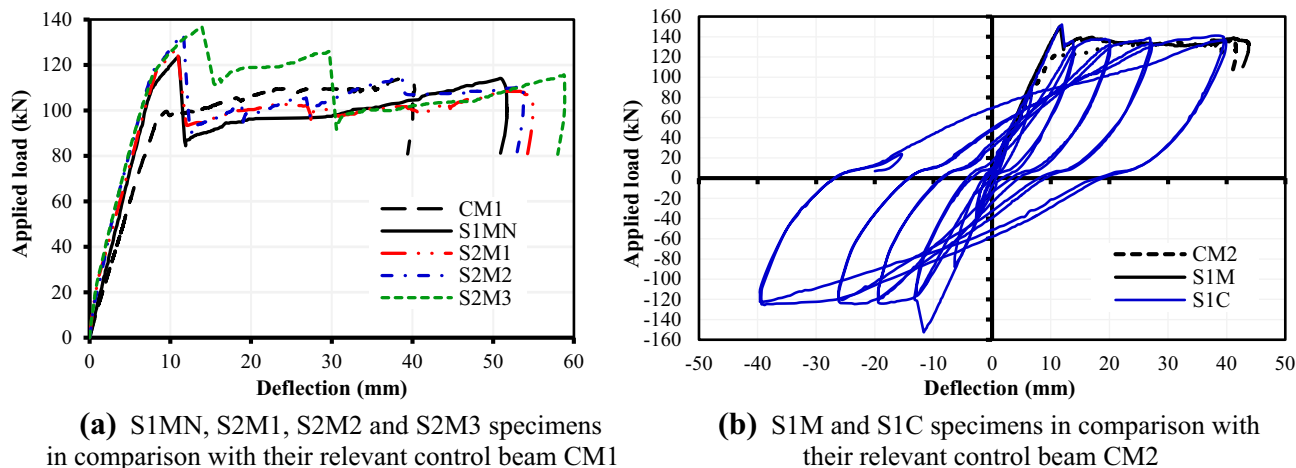 140
120
100
80
60
40
20
0
Applied load (kN)
CM1
S1MN
S2M1
S2M2
S2M3
0 10 20 30 40 50 60
Deflection (mm)
(a) S1MN, S2M1, S2M2 and S2M3 specimens
in comparison with their relevant control beam CM1
160
140
120
100
80
60
40
20
0
-20
-40
-60
-80
-100
-120
-140
-160
Applied load (kN)
CM2
S1M
S1C
-50 -40 -30 -20 -10 0 10 20 30 40 50
Deflection (mm)
(b) S1M and S1C specimens in comparison with
their relevant control beam CM2